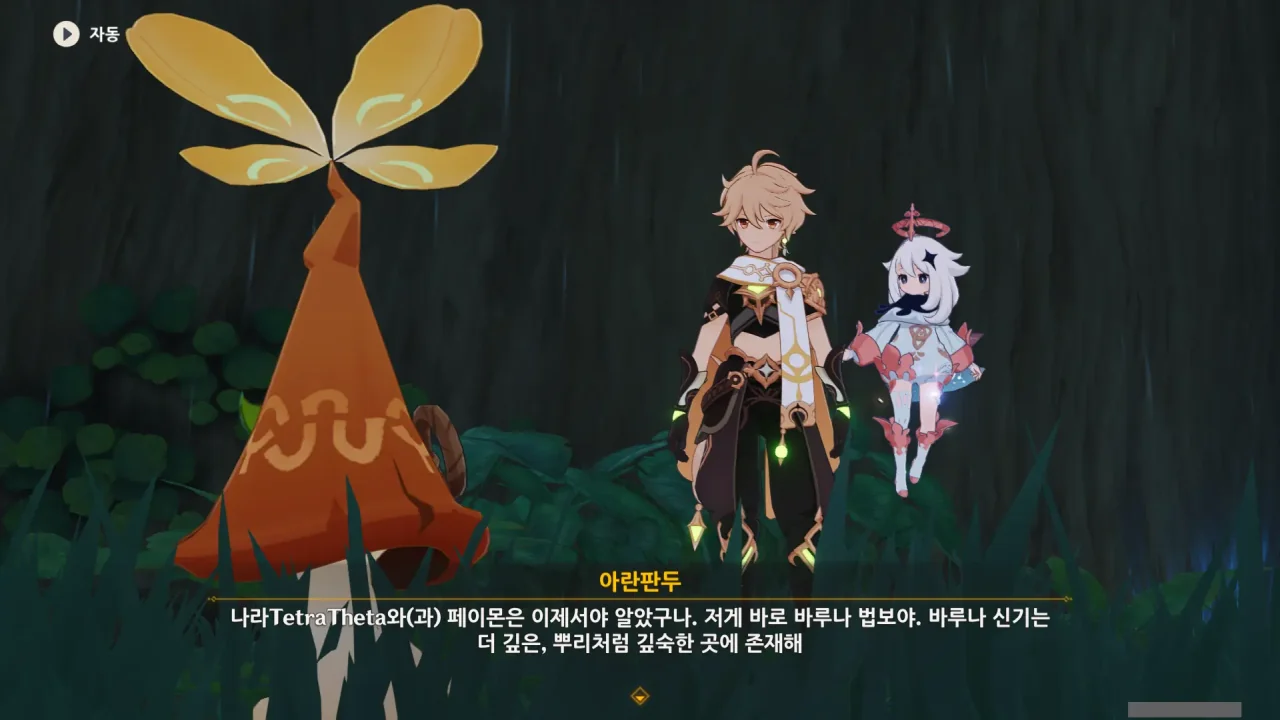 자동
아란판두
나라TetraTheta와(과) 페이몬은 이제서야 알았구나. 저게 바로 바루나 법보야. 바루나 신기는
더 깊은, 뿌리처럼 깊숙한 곳에 존재해